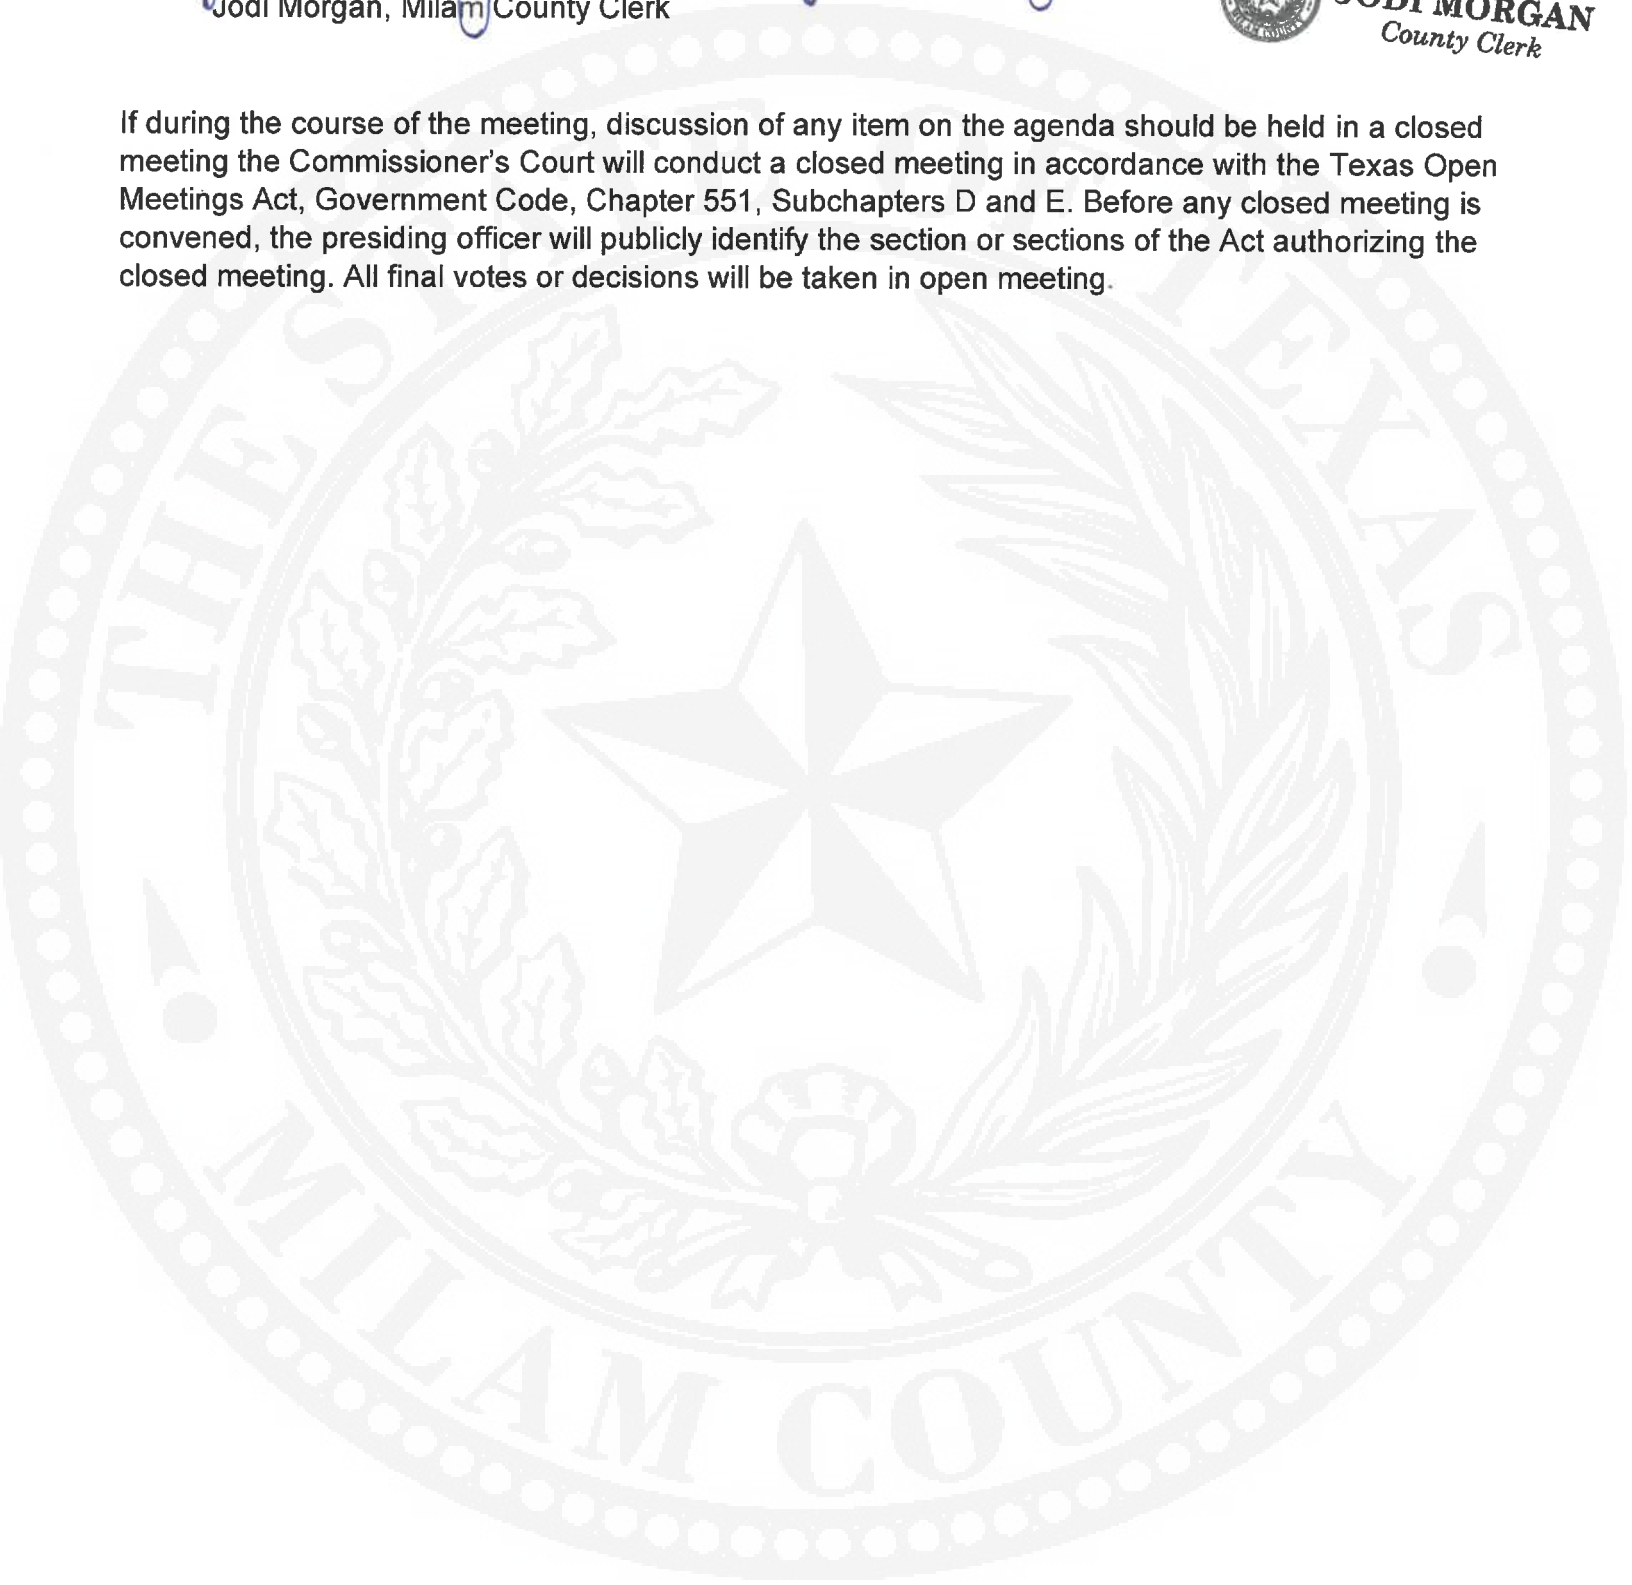 Jodi Morgan, Milam County Clerk
JODI MORGAN
County Clerk
If during the course of the meeting, discussion of any item on the agenda should be held in a closed
meeting the Commissioner's Court will conduct a closed meeting in accordance with the Texas Open
Meetings Act, Government Code, Chapter 551, Subchapters D and E. Before any closed meeting is
convened, the presiding officer will publicly identify the section or sections of the Act authorizing the
closed meeting. All final votes or decisions will be taken in open meeting.
THE STATE OF TEXAS
MILAM COUNTY